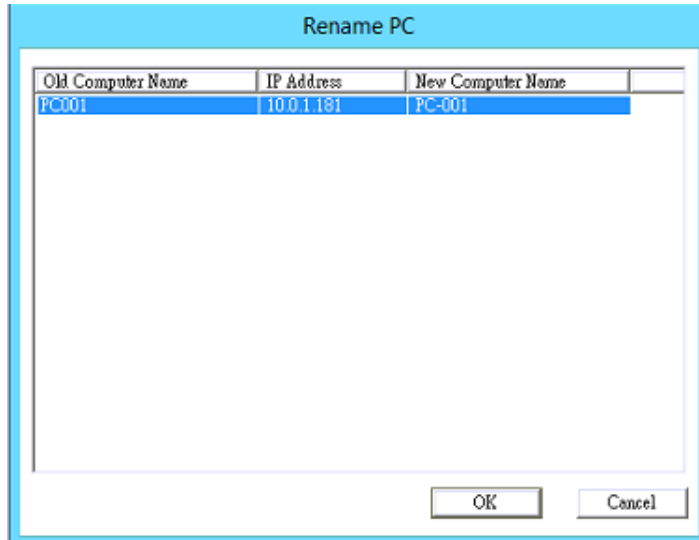 Rename PC
Old Computer Name IP Address New Computer Name
PC001 10.0.1.181 PC-001
OK Cancel